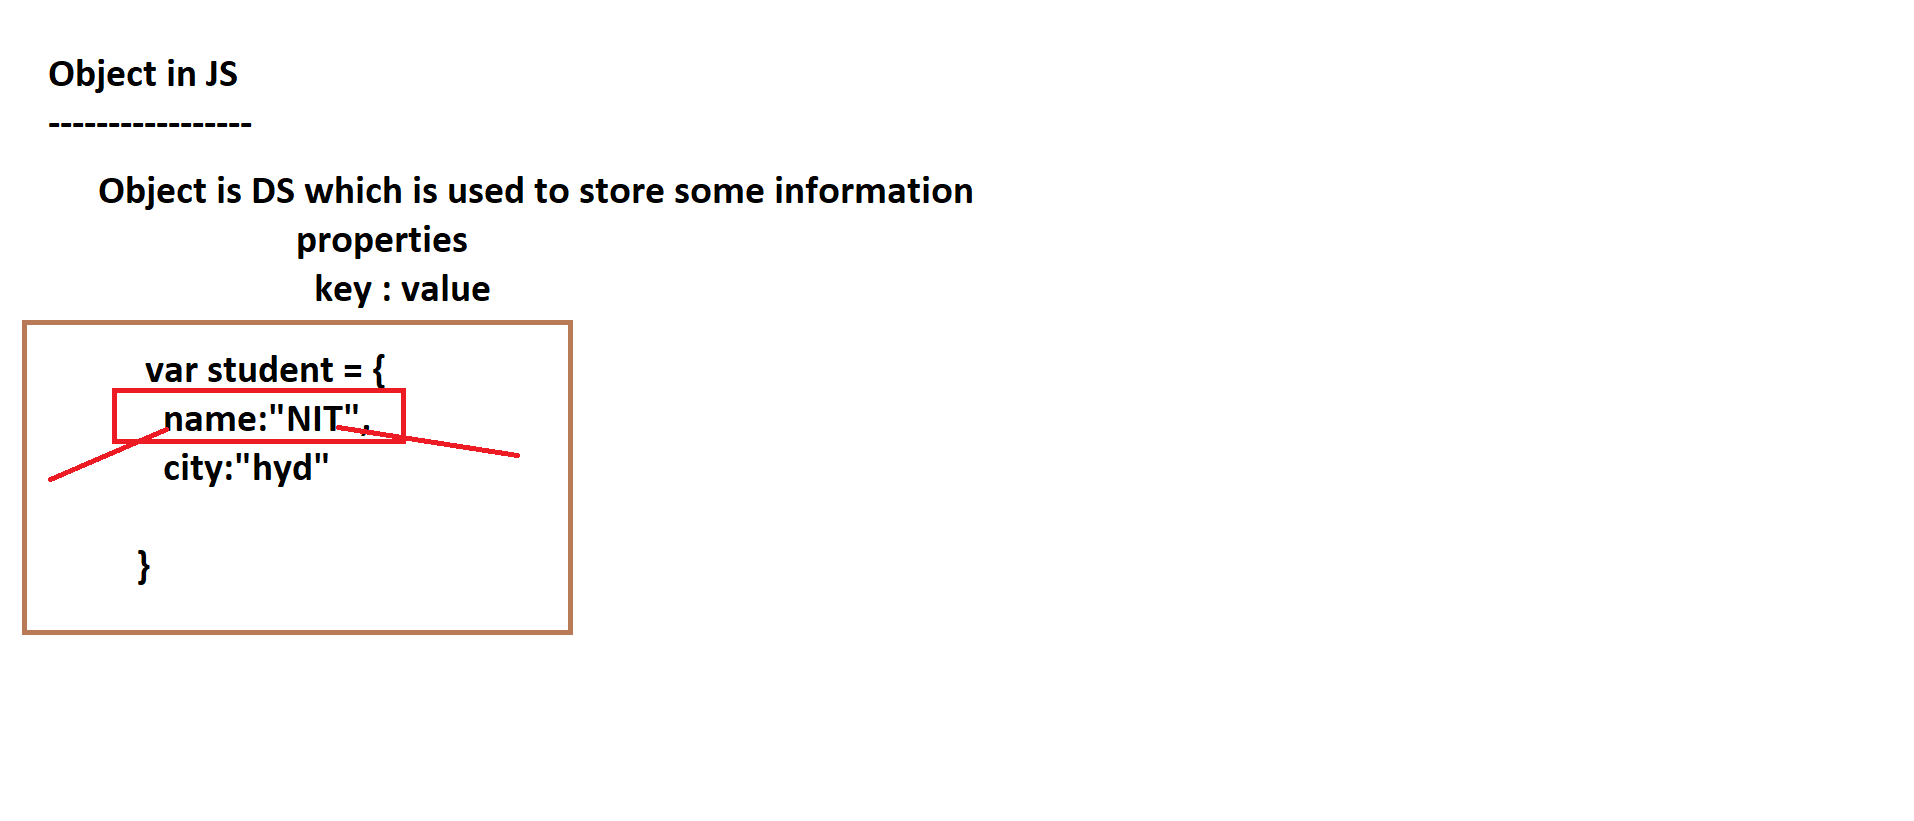 Object in JS
-----------------
Object is DS which is used to store some information
properties
key : value
var student = {
name:"NIT",
city:"hyd"
}